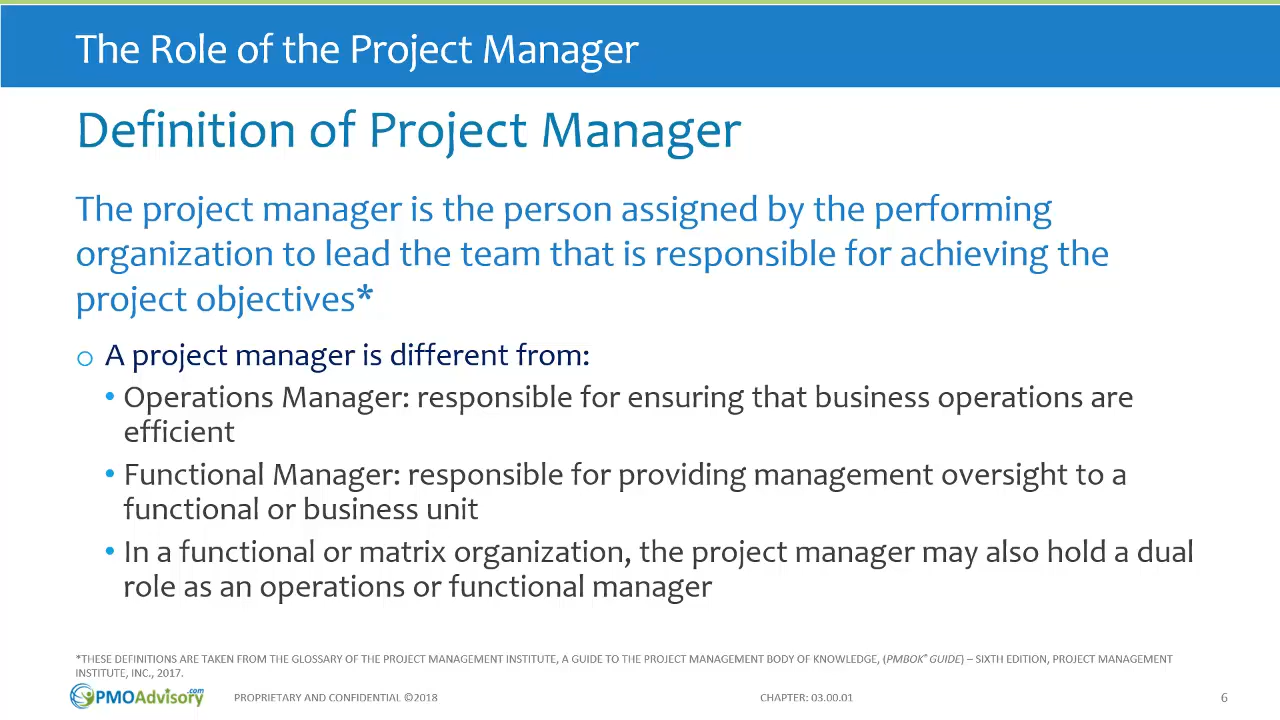 The Role of the Project Manager
Definition of Project Manager
The project manager is the person assigned by the performing
organization to lead the team that is responsible for achieving the
project objectives*
o A project manager is different from:
• Operations Manager: responsible for ensuring that business operations are
efficient
• Functional Manager: responsible for providing management oversight to a
functional or business unit
• In a functional or matrix organization, the project manager may also hold a dual
role as an operations or functional manager
*THESE DEFINITIONS ARE TAKEN FROM THE GLOSSARY OF THE PROJECT MANAGEMENT INSTITUTE, A GUIDE TO THE PROJECT MANAGEMENT BODY OF KNOWLEDGE, (PMBOK® GUIDE) – SIXTH EDITION, PROJECT MANAGEMENT
INSTITUTE, INC., 2017.
PMOAdvisory.com PROPRIETARY AND CONFIDENTIAL ©2018 CHAPTER: 03.00.01 6